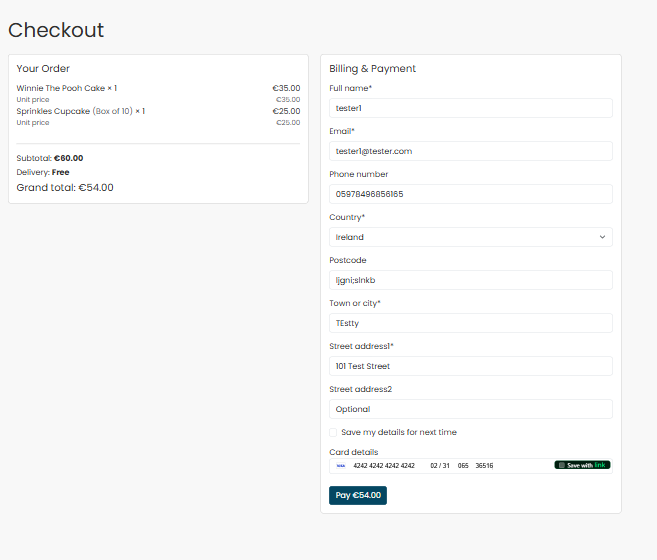 Checkout
Your Order
Winnie The Pooh Cake × 1 €35.00
Unit price €35.00
Sprinkles Cupcake (Box of 10) × 1 €25.00
Unit price €25.00
Subtotal: €60.00
Delivery: Free
Grand total: €54.00
Billing & Payment
Full name*
tester1
Email*
tester1@tester.com
Phone number
05978496856165
Country*
Ireland
Postcode
ljgni;slnkb
Town or city*
TEstty
Street address1*
101 Test Street
Street address2
Optional
Save my details for next time
Card details
VISA 4242 4242 4242 4242 02 / 31 065 36516 Save with link
Pay €54.00